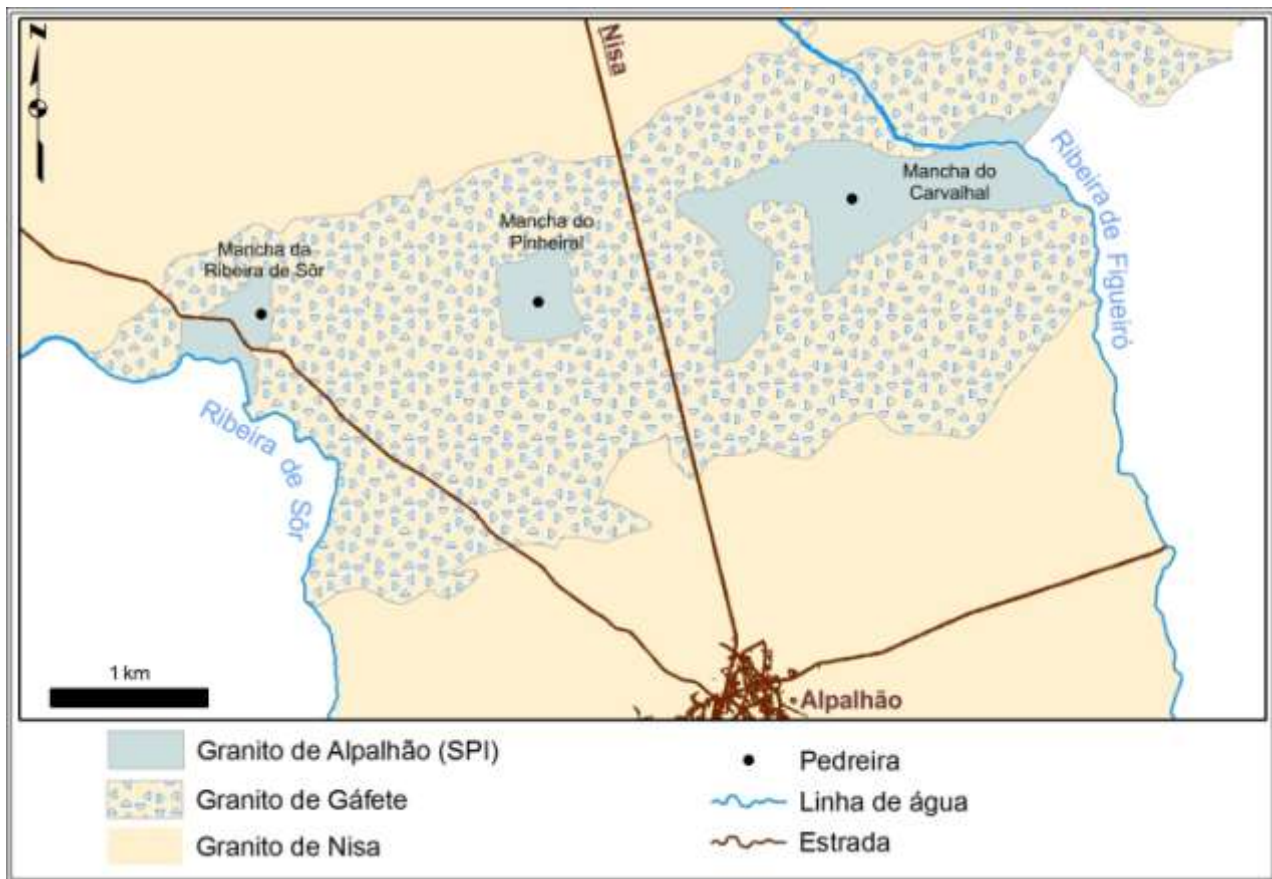 N
Nisa
Mancha do
Carvalhal
Mancha do
Pinheiral
Mancha da
Ribeira de Sôr
Ribeira de Figueiró
Ribeira de Sôr
1 km
Alpalhão
Granito de Alpalhão (SPI)
Granito de Gáfete
Granito de Nisa
Pedreira
Linha de água
Estrada